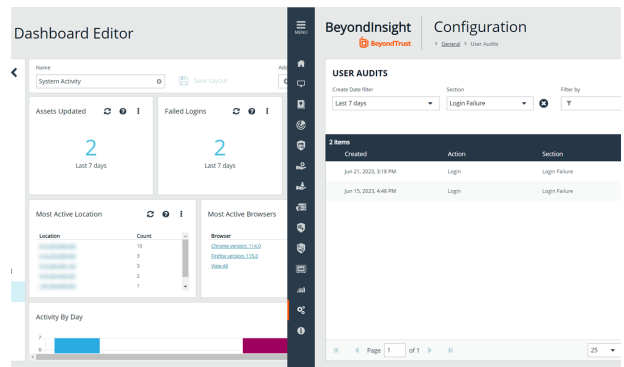 Dashboard Editor
Name
Add
System Activity
Save Layout
Assets Updated
2
Last 7 days
Failed Logins
2
Last 7 days
Most Active Location
Location Count
10
3
3
2
1
Most Active Browsers
Browser
Chrome version: 114.0
Firefox version: 115.0
View All
Activity By Day
7
6
MENU
BeyondInsight
BeyondTrust
Configuration
General > User Audits
USER AUDITS
Create Date filter Section Filter by
Last 7 days Login Failure
2 items
Created Action Section
Jun 21, 2023, 3:18 PM Login Login Failure
Jun 15, 2023, 4:48 PM Login Login Failure
Page 1 of 1 25